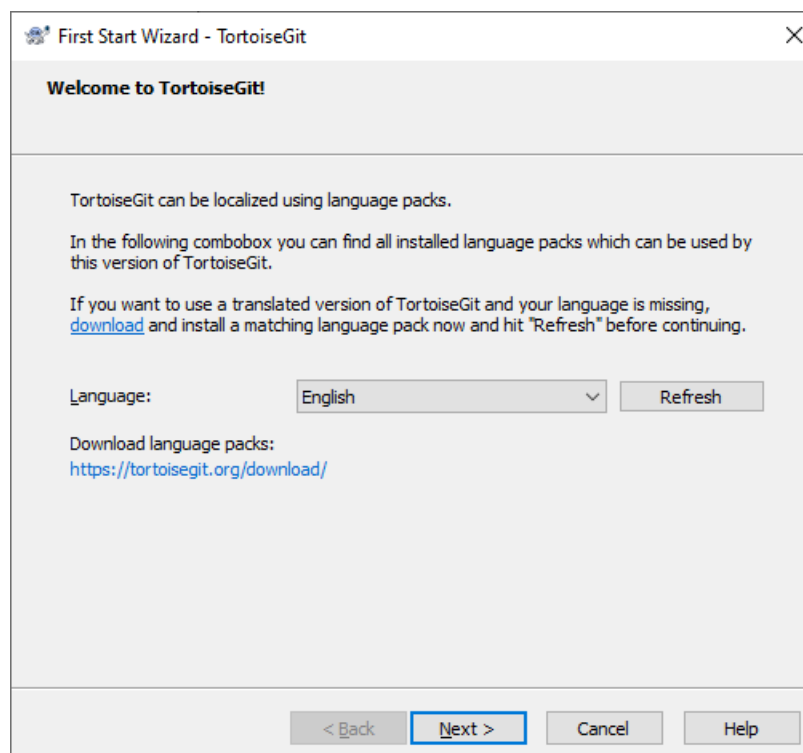 First Start Wizard - TortoiseGit
Welcome to TortoiseGit!
TortoiseGit can be localized using language packs.
In the following combobox you can find all installed language packs which can be used by
this version of TortoiseGit.
If you want to use a translated version of TortoiseGit and your language is missing,
download and install a matching language pack now and hit "Refresh" before continuing.
Language: English Refresh
Download language packs:
https://tortoisegit.org/download/
< Back Next > Cancel Help